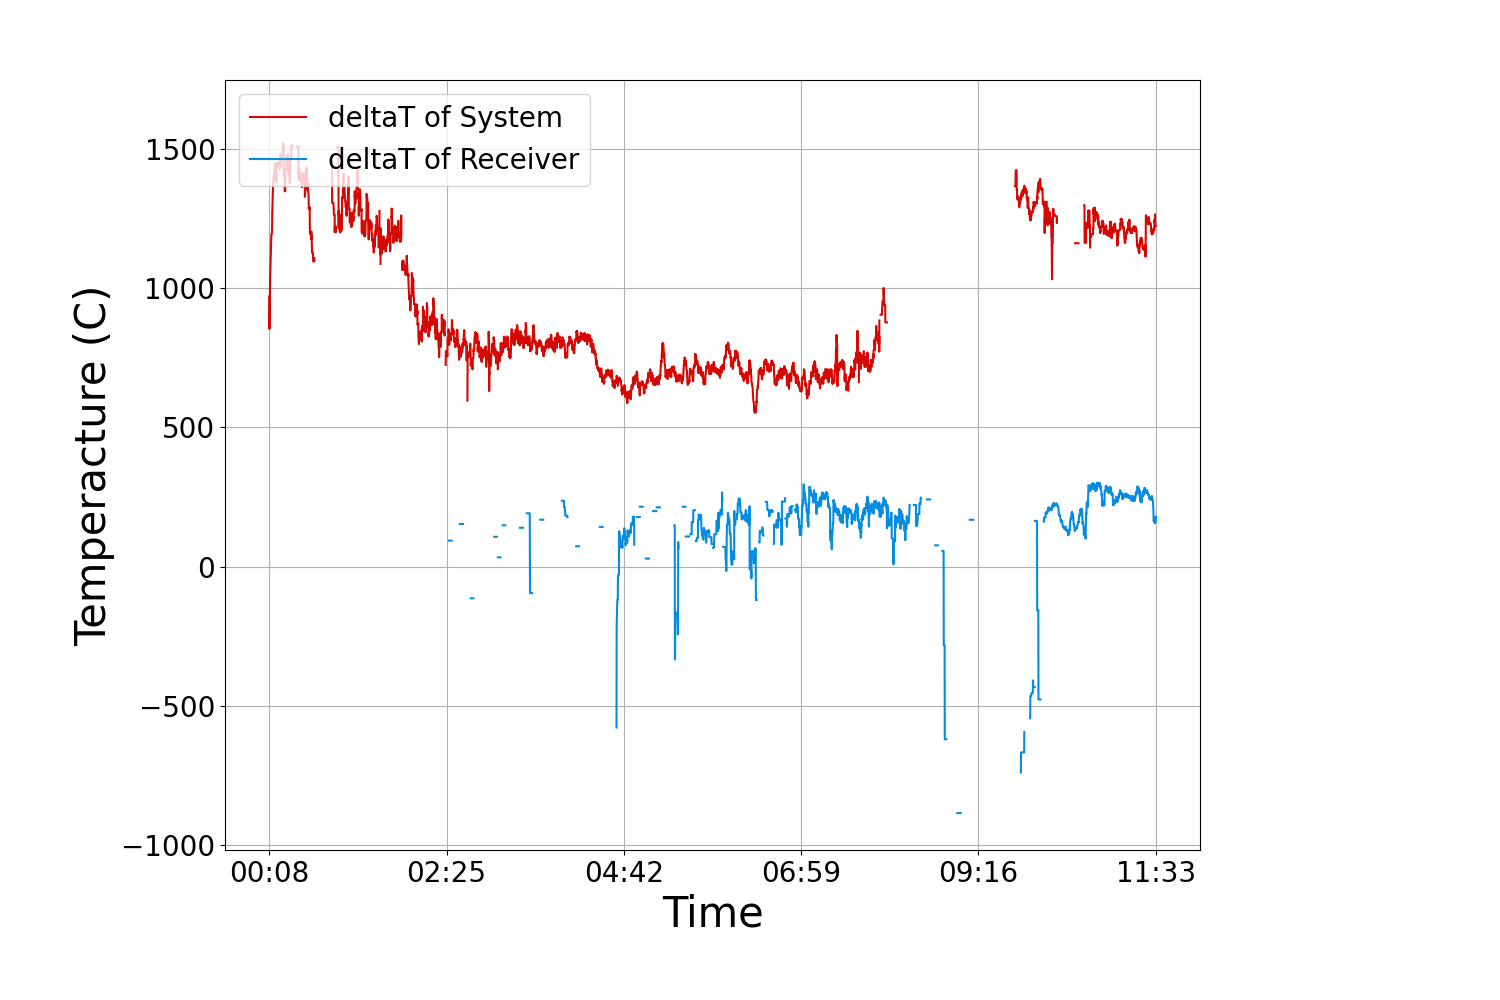 deltaT of System
deltaT of Receiver
1500
1000
500
0
−500
−1000
Temperacture (C)
00:08 02:25 04:42 06:59 09:16 11:33
Time